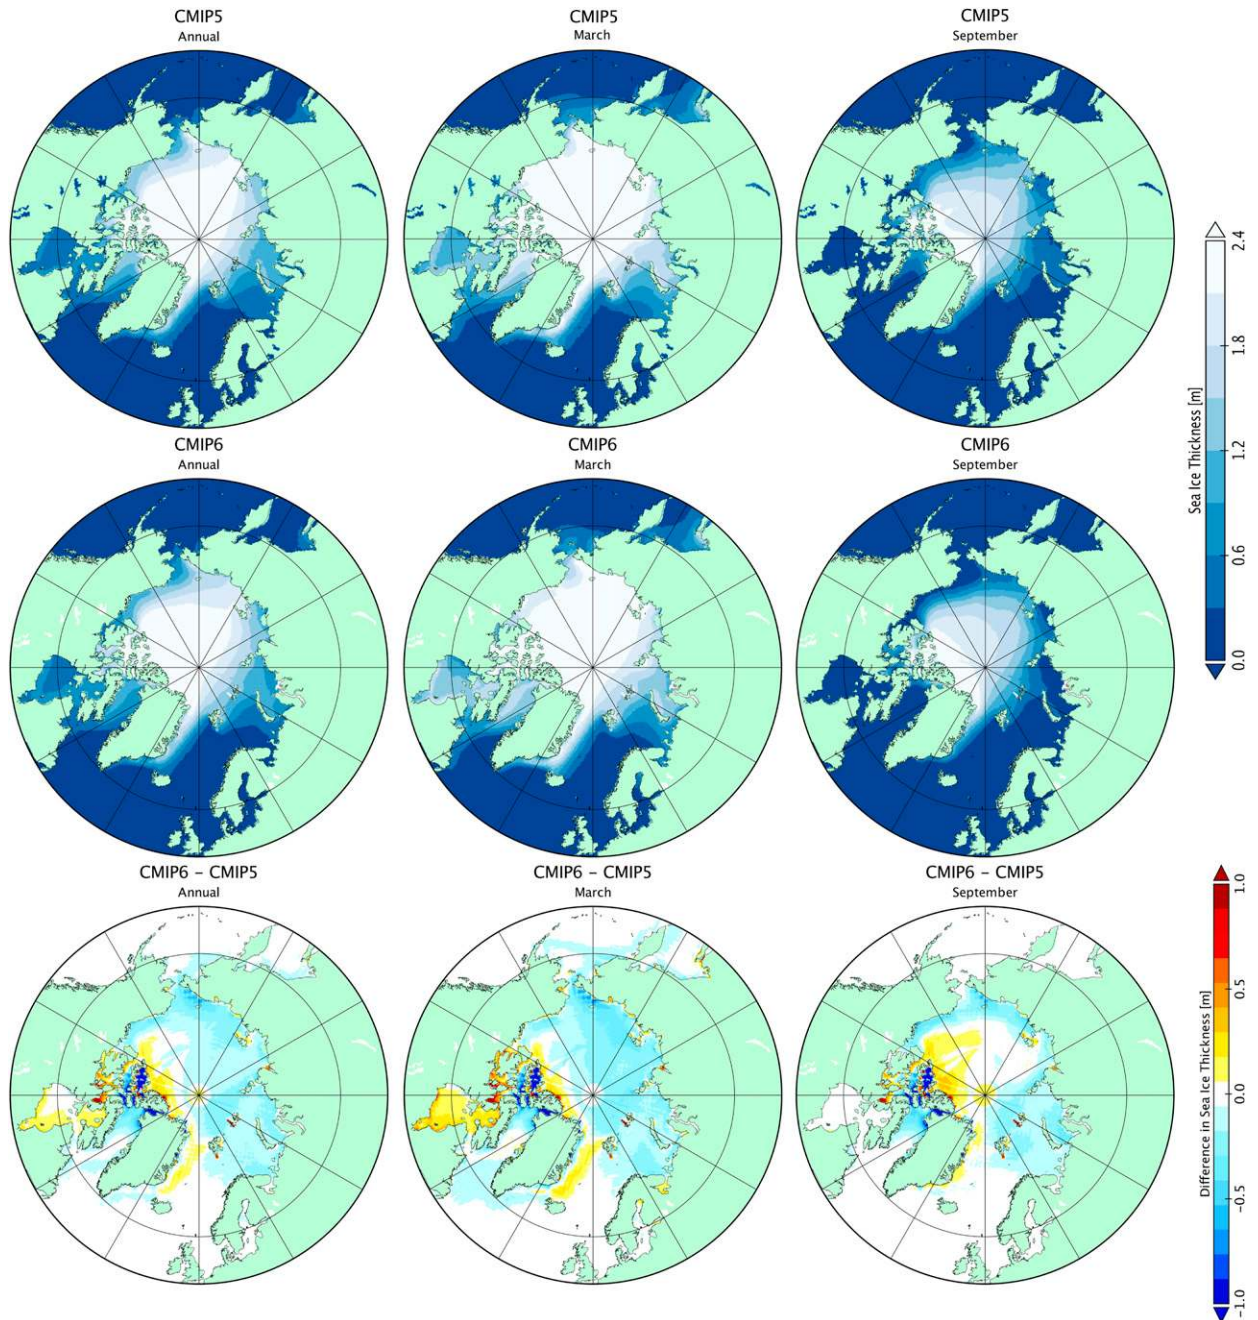 CMIP5
Annual
CMIP5
March
CMIP5
September
CMIP6
Annual
CMIP6
March
CMIP6
September
Sea Ice Thickness [m]
0.0
0.6
1.2
1.8
2.4
CMIP6 – CMIP5
Annual
CMIP6 – CMIP5
March
CMIP6 – CMIP5
September
Difference in Sea Ice Thickness [m]
−1.0
−0.5
0.0
0.5
1.0